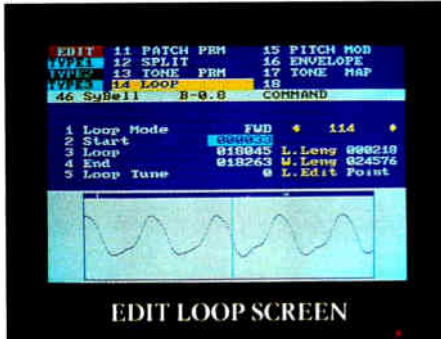 EDIT 11 PATCH PRM 15 PITCH MOD
TYPE1 12 SPLIT 16 ENVELOPE
TYPE2 13 TONE PRM 17 TONE MAP
TYPE3 14 LOOP 18
46 SyBell B-0.8 COMMAND
1 Loop Mode FWD 114
2 Start 000033
3 Loop 018045 L.Leng 000218
4 End 018263 W.Leng 024576
5 Loop Tune 0 L.Edit Point
EDIT LOOP SCREEN